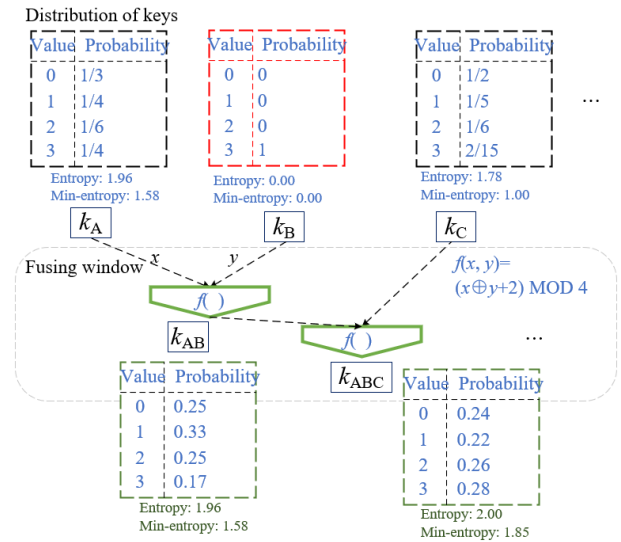 Distribution of keys
Value Probability
0 1/3
1 1/4
2 1/6
3 1/4
Entropy: 1.96
Min-entropy: 1.58
Value Probability
0 0
1 0
2 0
3 1
Entropy: 0.00
Min-entropy: 0.00
Value Probability
0 1/2
1 1/5
2 1/6
3 2/15
Entropy: 1.78
Min-entropy: 1.00
...
kA
kB
kC
Fusing window
x
y
f(x, y)=
(x⊕y+2) MOD 4
f( )
kAB
f( )
kABC
...
Value Probability
0 0.25
1 0.33
2 0.25
3 0.17
Entropy: 1.96
Min-entropy: 1.58
Value Probability
0 0.24
1 0.22
2 0.26
3 0.28
Entropy: 2.00
Min-entropy: 1.85